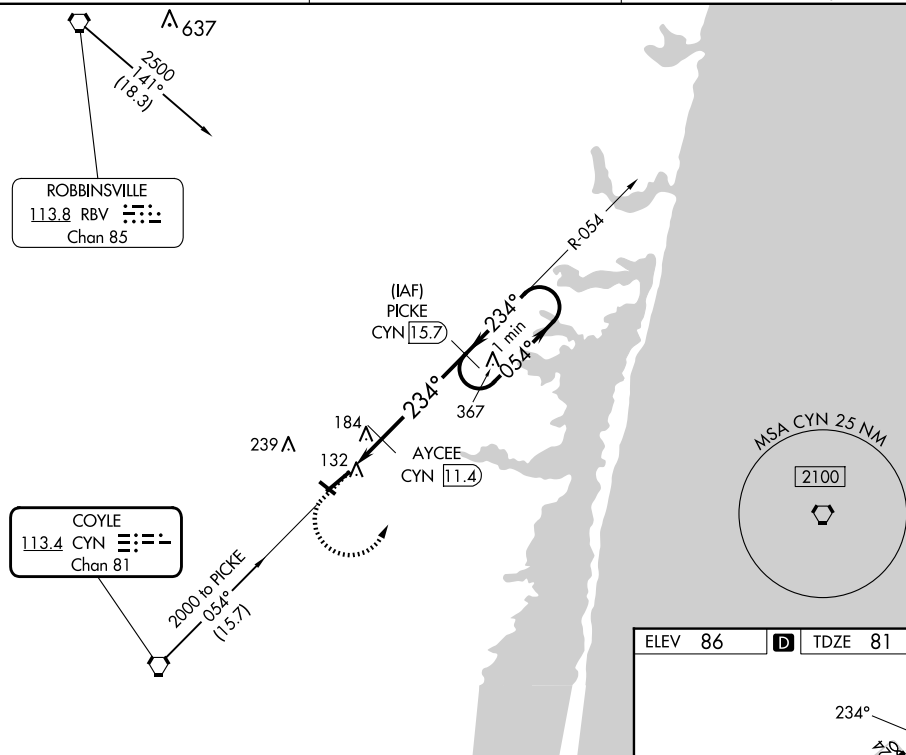 637
2500
141°
(18.3)
ROBBINSVILLE
113.8 RBV
Chan 85
R-054
(IAF)
PICKE
CYN 15.7
234°
1 min
054°
234°
367
184
239
132
AYCEE
CYN 11.4
MSA CYN 25 NM
2100
COYLE
113.4 CYN
Chan 81
2000 to PICKE
054°
(15.7)
ELEV 86 D TDZE 81
234°